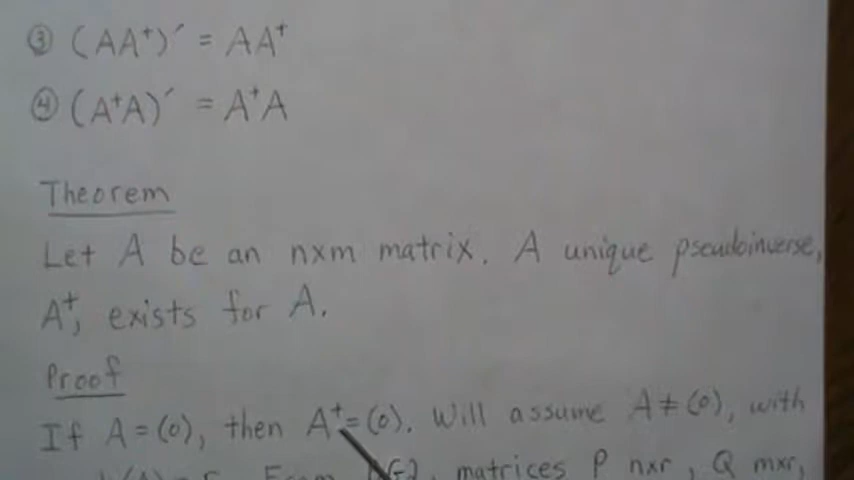 ③ (AA⁺)′ = AA⁺
④ (A⁺A)′ = A⁺A
Theorem
Let A be an nxm matrix. A unique pseudoinverse,
A⁺, exists for A.
Proof
If A = (0), then A⁺ = (0). Will assume A ≠ (0), with
matrices P nxr, Q mxr,